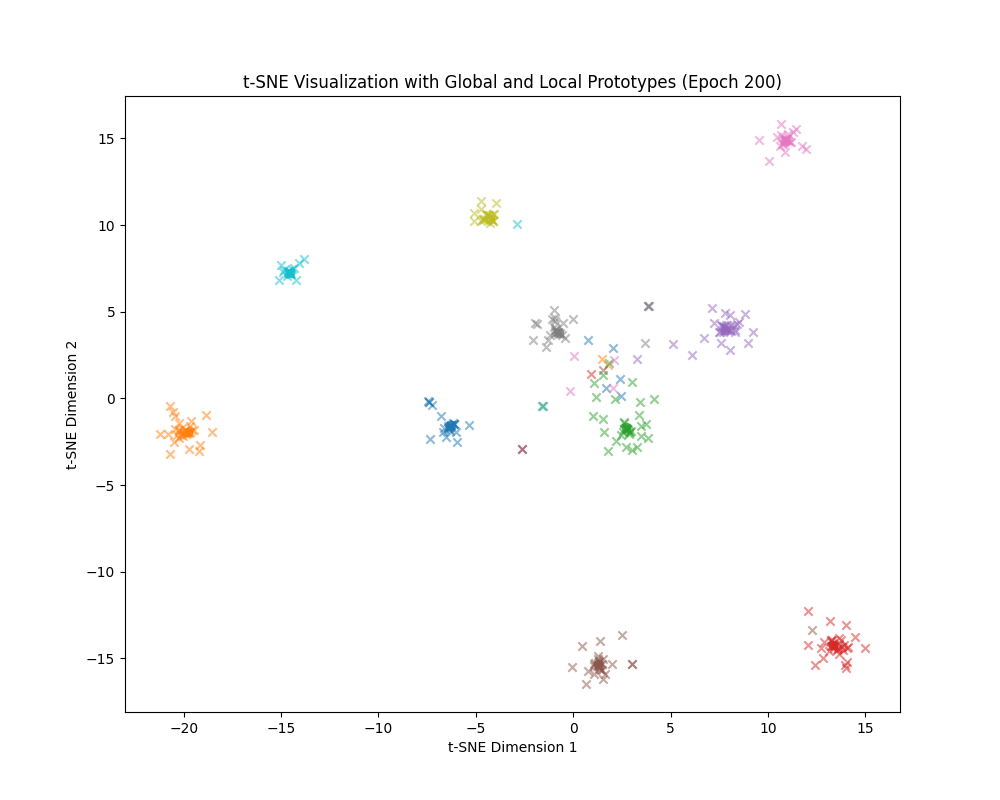 t-SNE Visualization with Global and Local Prototypes (Epoch 200)
15
10
5
0
−5
−10
−15
t-SNE Dimension 2
−20 −15 −10 −5 0 5 10 15
t-SNE Dimension 1